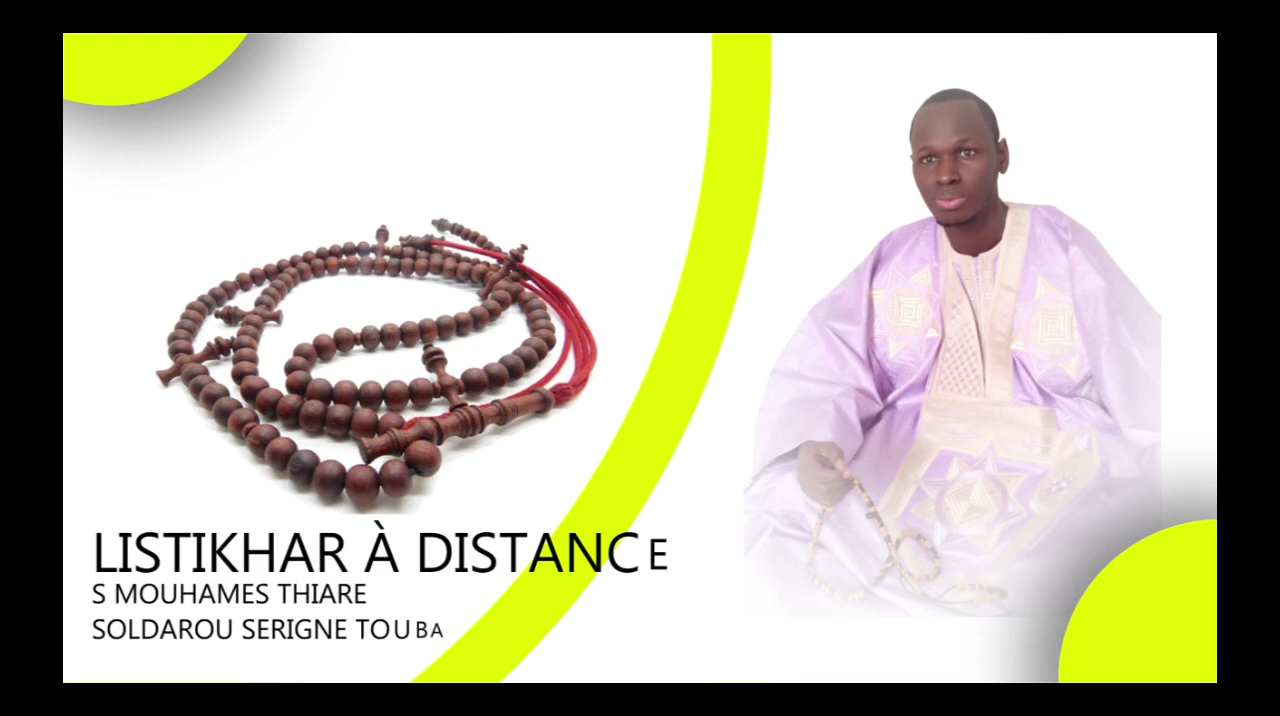 LISTIKHAR À DISTANCE
S MOUHAMES THIARE
SOLDAROU SERIGNE TOUBA